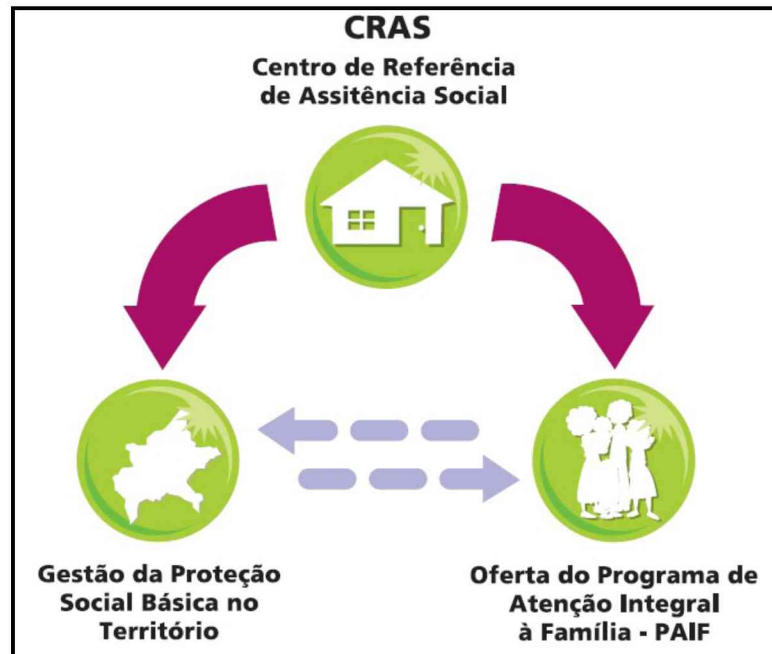 CRAS
Centro de Referência
de Assitência Social
Gestão da Proteção
Social Básica no
Território
Oferta do Programa de
Atenção Integral
à Família - PAIF